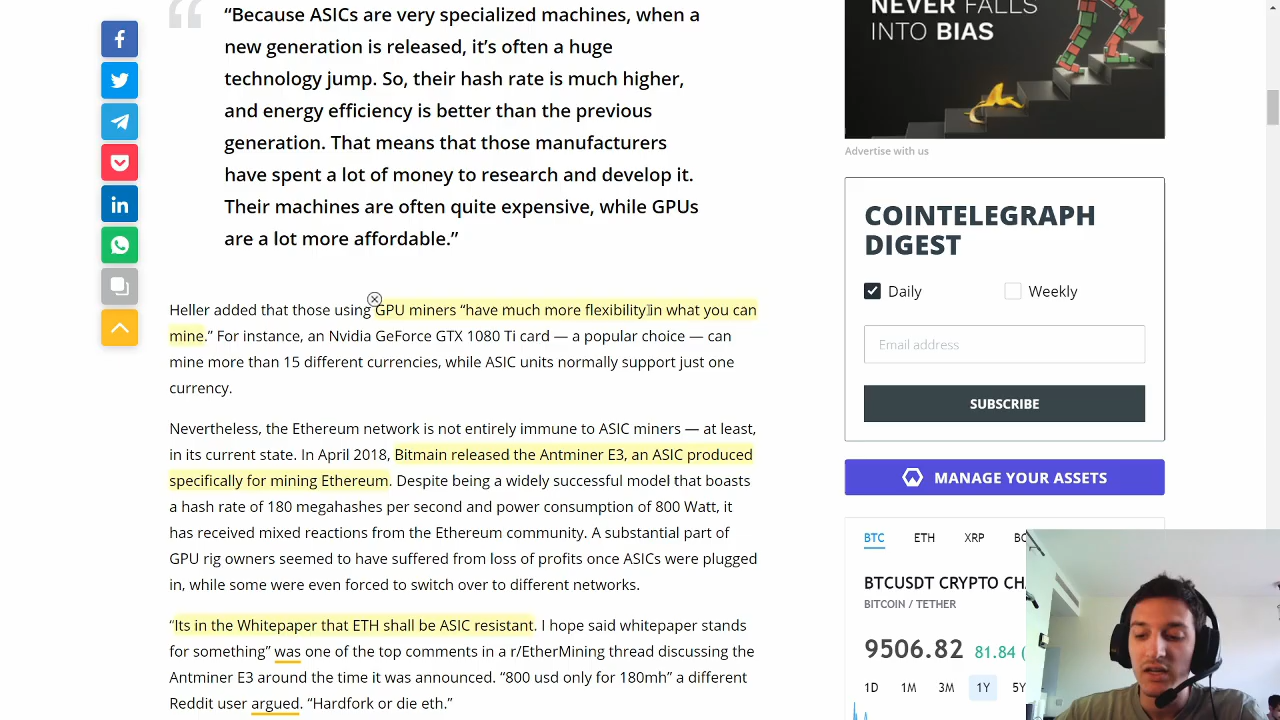 “Because ASICs are very specialized machines, when a
new generation is released, it’s often a huge
technology jump. So, their hash rate is much higher,
and energy efficiency is better than the previous
generation. That means that those manufacturers
have spent a lot of money to research and develop it.
Their machines are often quite expensive, while GPUs
are a lot more affordable.”
Heller added that those using GPU miners “have much more flexibility in what you can
mine.” For instance, an Nvidia GeForce GTX 1080 Ti card — a popular choice — can
mine more than 15 different currencies, while ASIC units normally support just one
currency.
Nevertheless, the Ethereum network is not entirely immune to ASIC miners — at least,
in its current state. In April 2018, Bitmain released the Antminer E3, an ASIC produced
specifically for mining Ethereum. Despite being a widely successful model that boasts
a hash rate of 180 megahashes per second and power consumption of 800 Watt, it
has received mixed reactions from the Ethereum community. A substantial part of
GPU rig owners seemed to have suffered from loss of profits once ASICs were plugged
in, while some were even forced to switch over to different networks.
“Its in the Whitepaper that ETH shall be ASIC resistant. I hope said whitepaper stands
for something” was one of the top comments in a r/EtherMining thread discussing the
Antminer E3 around the time it was announced. “800 usd only for 180mh” a different
Reddit user argued. “Hardfork or die eth.”
NEVER FALLS
INTO BIAS
Advertise with us
COINTELEGRAPH
DIGEST
Daily Weekly
Email address
SUBSCRIBE
MANAGE YOUR ASSETS
BTC ETH XRP
BTCUSDT CRYPTO
BITCOIN / TETHER
9506.82 81.84
1D 1M 3M 1Y 5Y